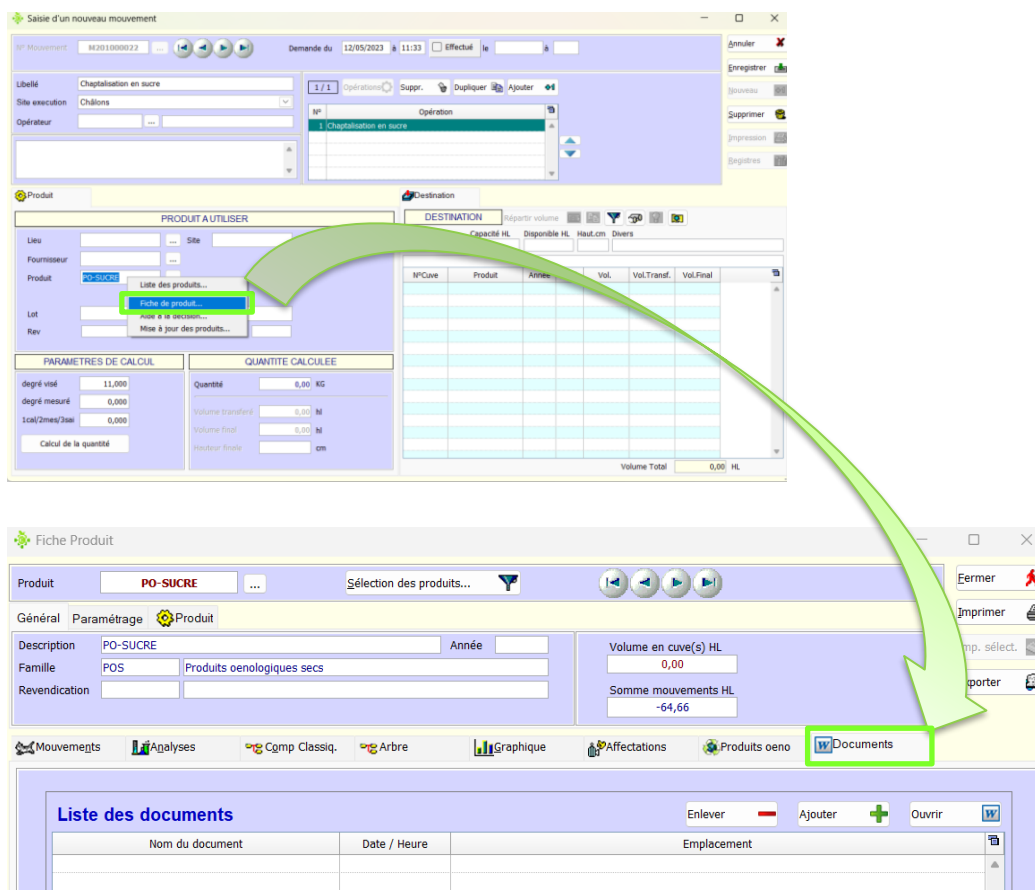 Saisie d'un nouveau mouvement
N° Mouvement M201000022 ... Demande du 12/05/2023 à 11:33 Effectué le à
Annuler
Enregistrer
Nouveau
Supprimer
Impression
Registres
Libellé Chaptalisation en sucre
Site execution Châlons
Opérateur ...
1 / 1 Opérations Suppr. Dupliquer Ajouter
N° Opération
1 Chaptalisation en sucre
Produit
PRODUIT A UTILISER
Lieu ... Site
Fournisseur ...
Produit PO-SUCRE
Liste des produits...
Fiche de produit...
Aide à la décision...
Mise à jour des produits...
Lot
Rev
PARAMETRES DE CALCUL
degré visé 11,000
degré mesuré 0,000
1cal/2mes/3sai 0,000
Calcul de la quantité
QUANTITE CALCULEE
Quantité 0,00 KG
Volume transféré 0,00 hl
Volume final 0,00 hl
Hauteur finale cm
Destination
DESTINATION Répartir volume
Capacité HL Disponible HL Haut.cm Divers
N°Cuve Produit Année Vol. Vol.Transf. Vol.Final
Volume Total 0,00 HL
Fiche Produit
Produit PO-SUCRE ... Sélection des produits...
Fermer
Imprimer
mp. sélect.
xporter
Général Paramétrage Produit
Description PO-SUCRE Année
Famille POS Produits oenologiques secs
Revendication
Volume en cuve(s) HL
0,00
Somme mouvements HL
-64,66
Mouvements Analyses Comp Classiq. Arbre Graphique Affectations Produits oeno Documents
Liste des documents Enlever Ajouter Ouvrir
Nom du document Date / Heure Emplacement